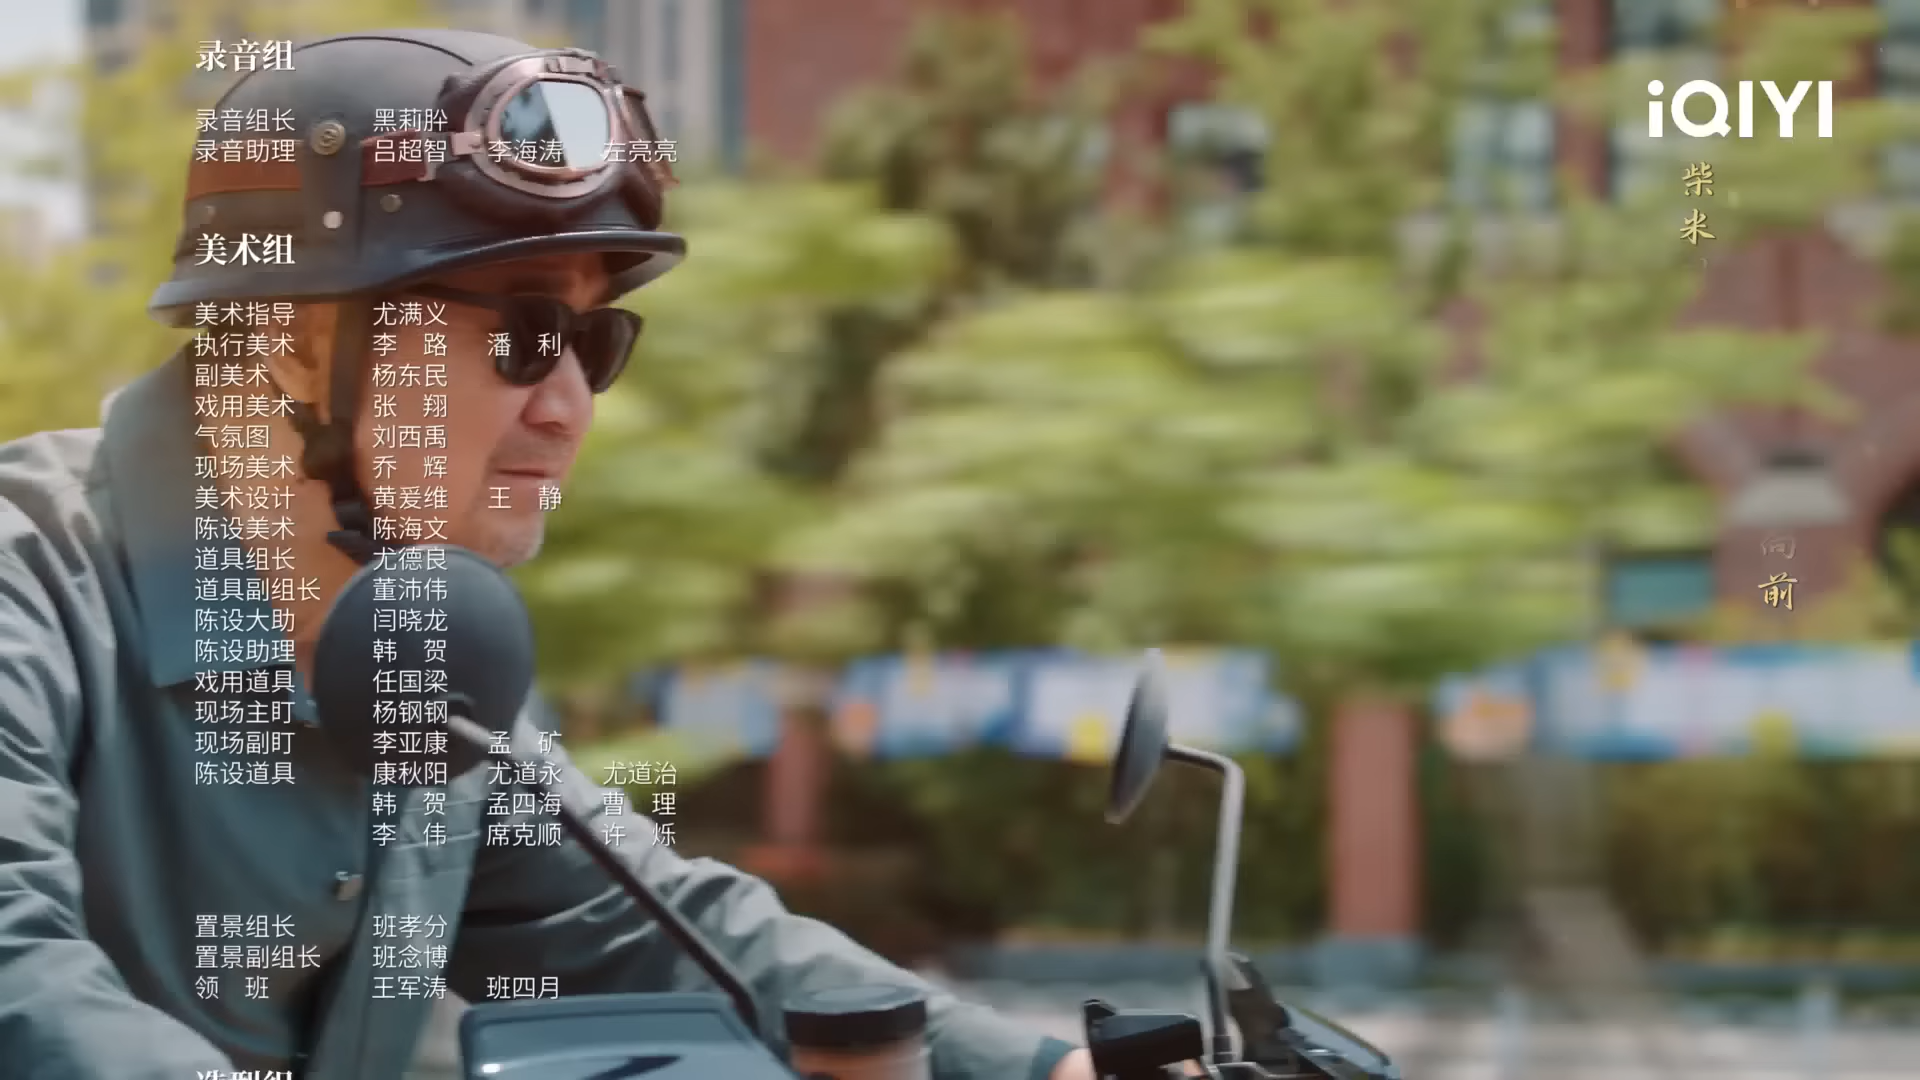 录音组
录音组长 黑莉肸
录音助理 吕超智 李海涛 左亮亮
美术组
美术指导 尤满义
执行美术 李 路 潘 利
副美术 杨东民
戏用美术 张 翔
气氛图 刘西禹
现场美术 乔 辉
美术设计 黄爰维 王 静
陈设美术 陈海文
道具组长 尤德良
道具副组长 董沛伟
陈设大助 闫晓龙
陈设助理 韩 贺
戏用道具 任国梁
现场主盯 杨钢钢
现场副盯 李亚康 孟 矿
陈设道具 康秋阳 尤道永 尤道治
韩 贺 孟四海 曹 理
李 伟 席克顺 许 烁
置景组长 班孝分
置景副组长 班念博
领 班 王军涛 班四月
iQIYI
柴米
向前